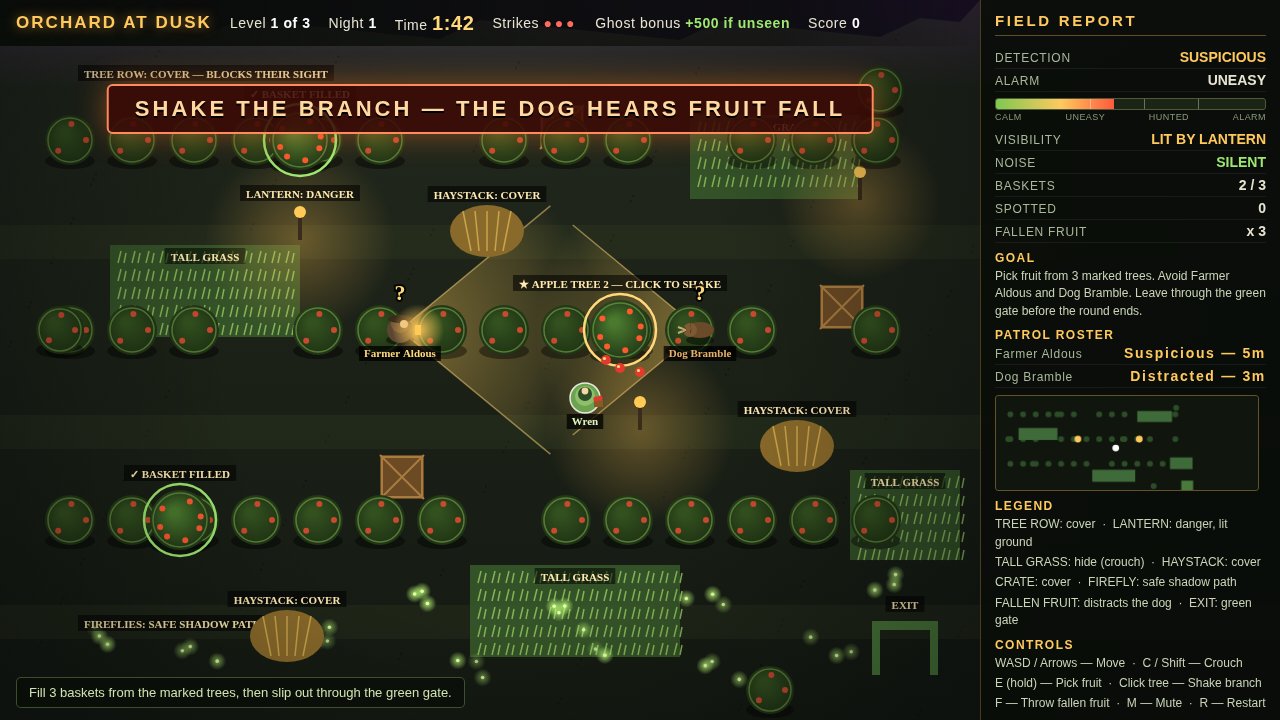 ORCHARD AT DUSK Level 1 of 3 Night 1 Time 1:42 Strikes Ghost bonus +500 if unseen Score 0
TREE ROW: COVER — BLOCKS THEIR SIGHT
✓ BASKET FILLED
SHAKE THE BRANCH — THE DOG HEARS FRUIT FALL
LANTERN: DANGER
HAYSTACK: COVER
TALL GRASS
★ APPLE TREE 2 — CLICK TO SHAKE
? ?
Farmer Aldous
Dog Bramble
Wren
HAYSTACK: COVER
✓ BASKET FILLED
TALL GRASS
TALL GRASS
HAYSTACK: COVER
EXIT
FIREFLIES: SAFE SHADOW
Fill 3 baskets from the marked trees, then slip out through the green gate.
FIELD REPORT
DETECTION SUSPICIOUS
ALARM UNEASY
CALM UNEASY HUNTED ALARM
VISIBILITY LIT BY LANTERN
NOISE SILENT
BASKETS 2 / 3
SPOTTED 0
FALLEN FRUIT x 3
GOAL
Pick fruit from 3 marked trees. Avoid Farmer
Aldous and Dog Bramble. Leave through the green
gate before the round ends.
PATROL ROSTER
Farmer Aldous Suspicious — 5m
Dog Bramble Distracted — 3m
LEGEND
TREE ROW: cover · LANTERN: danger, lit
ground
TALL GRASS: hide (crouch) · HAYSTACK: cover
CRATE: cover · FIREFLY: safe shadow path
FALLEN FRUIT: distracts the dog · EXIT: green
gate
CONTROLS
WASD / Arrows — Move · C / Shift — Crouch
E (hold) — Pick fruit · Click tree — Shake branch
F — Throw fallen fruit · M — Mute · R — Restart